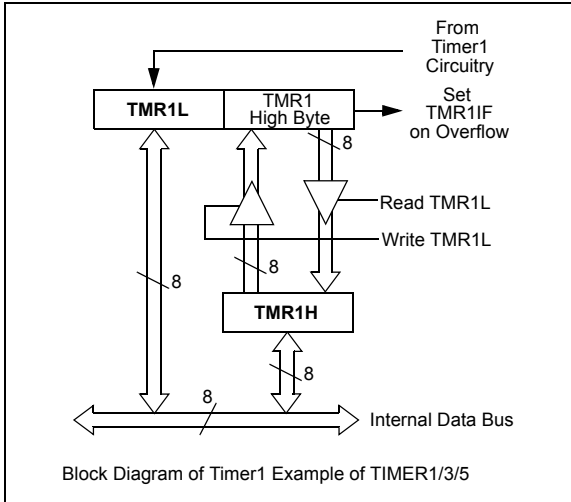 From
Timer1
Circuitry
TMR1L
TMR1
High Byte
Set
TMR1IF
on Overflow
8
Read TMR1L
Write TMR1L
8
8
TMR1H
8
8
Internal Data Bus
Block Diagram of Timer1 Example of TIMER1/3/5